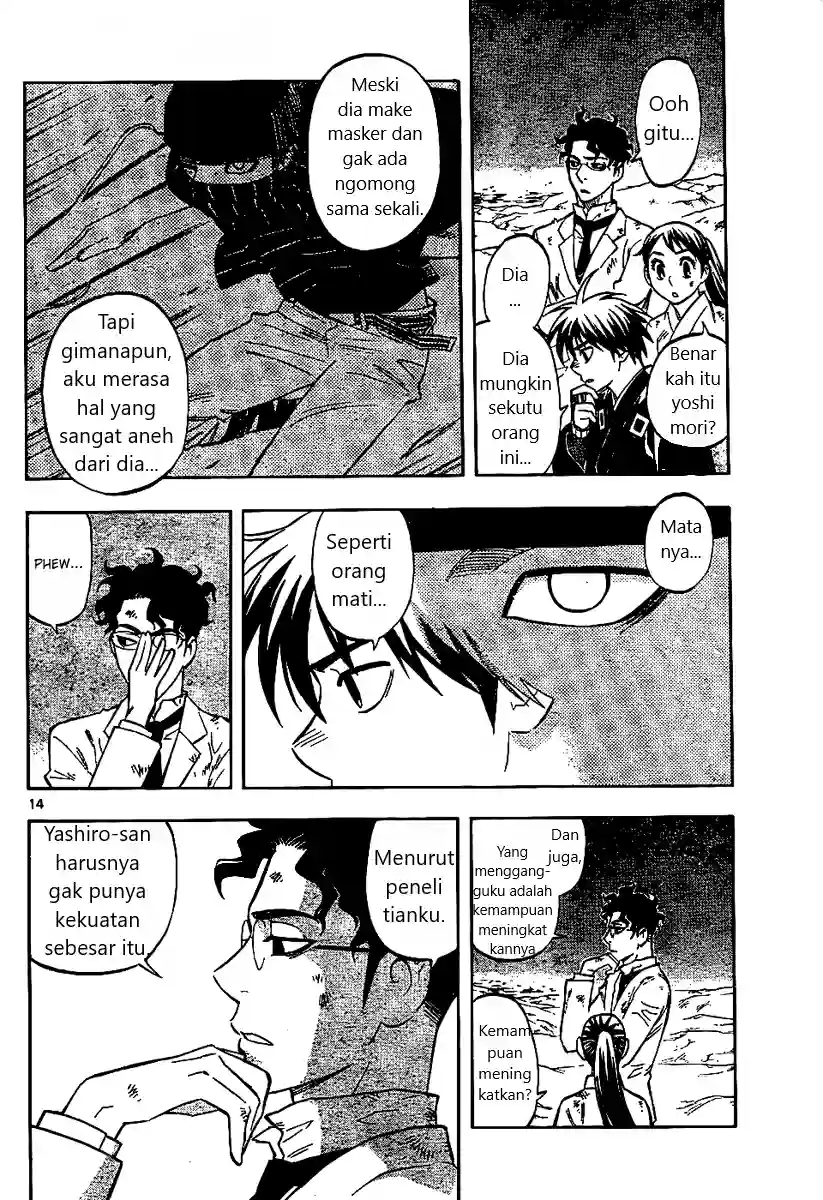 Ooh
gitu...
Benar
kah itu
yoshi
mori?
Dia
...
Dia
mungkin
sekutu
orang
ini...
Meski
dia make
masker dan
gak ada
ngomong
sama sekali.
Tapi
gimanapun,
aku merasa
hal yang
sangat aneh
dari dia...
Mata
nya...
Seperti
orang
mati...
PHEW...
14
Dan
juga,
Yang
menggang-
guku adalah
kemampuan
meningkat
kannya
Kemam
puan
mening
katkan?
Menurut
peneli
tianku.
Yashiro-san
harusnya
gak punya
kekuatan
sebesar itu